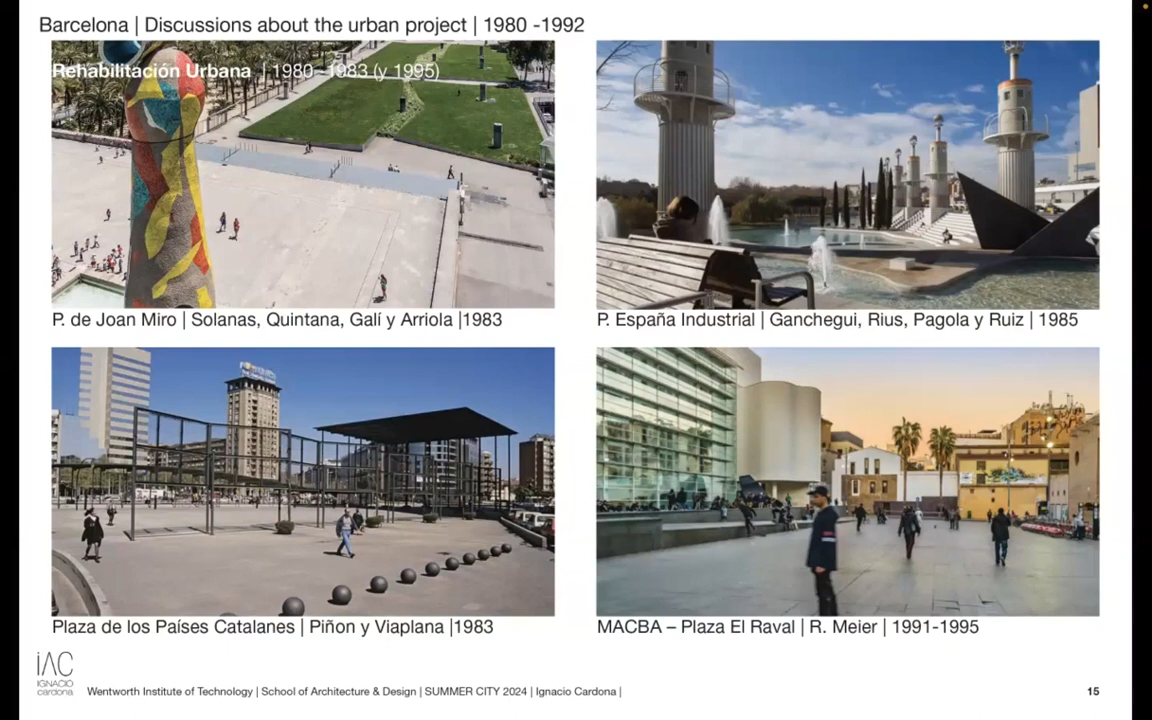 Barcelona | Discussions about the urban project | 1980 -1992
Rehabilitación Urbana | 1980 -1983 (y 1995)
P. de Joan Miro | Solanas, Quintana, Galí y Arriola |1983
P. España Industrial | Ganchegui, Rius, Pagola y Ruiz | 1985
Plaza de los Países Catalanes | Piñon y Viaplana |1983
MACBA – Plaza El Raval | R. Meier | 1991-1995
iAC
IGNACIO
cardona
Wentworth Institute of Technology | School of Architecture & Design | SUMMER CITY 2024 | Ignacio Cardona |
15